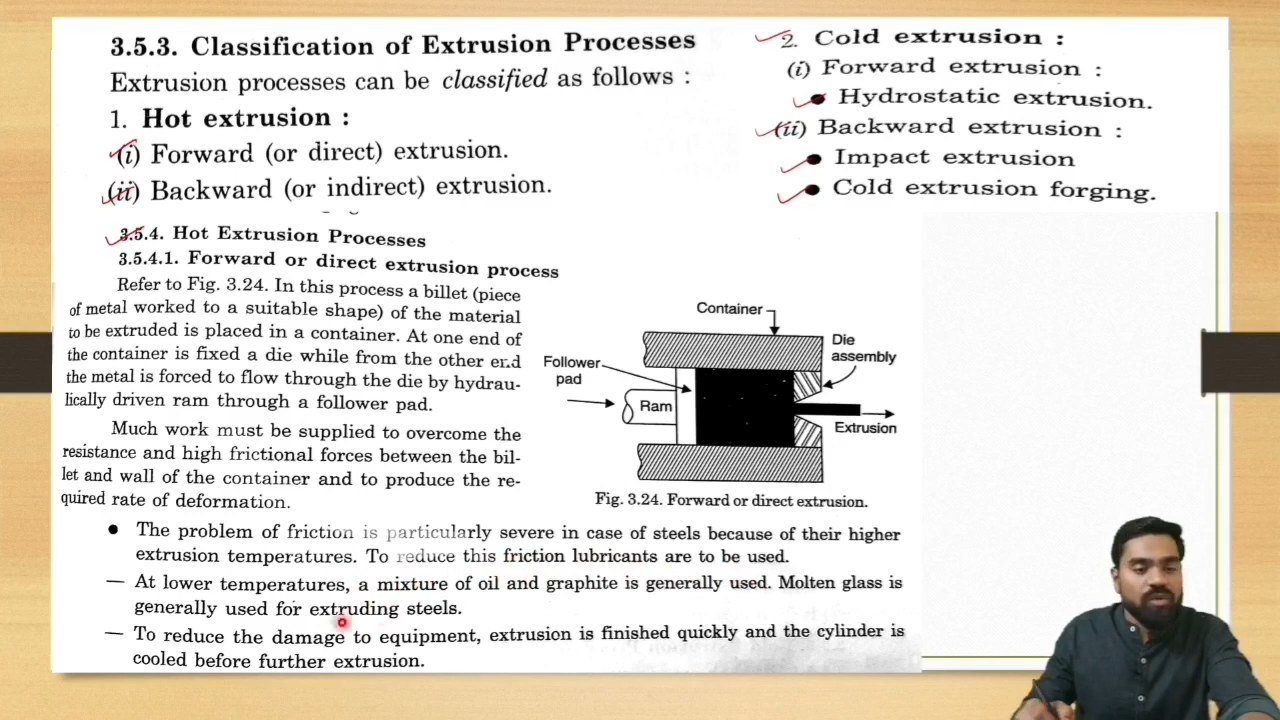 3.5.3. Classification of Extrusion Processes
Extrusion processes can be classified as follows :
1. Hot extrusion :
(i) Forward (or direct) extrusion.
(ii) Backward (or indirect) extrusion.
2. Cold extrusion :
(i) Forward extrusion :
● Hydrostatic extrusion.
(ii) Backward extrusion :
● Impact extrusion
● Cold extrusion forging.
3.5.4. Hot Extrusion Processes
3.5.4.1. Forward or direct extrusion process
Refer to Fig. 3.24. In this process a billet (piece
of metal worked to a suitable shape) of the material
to be extruded is placed in a container. At one end of
the container is fixed a die while from the other end
the metal is forced to flow through the die by hydrau-
lically driven ram through a follower pad.
Much work must be supplied to overcome the
resistance and high frictional forces between the bil-
let and wall of the container and to produce the re-
quired rate of deformation.
Container
Die
assembly
Follower
pad
Ram
Extrusion
Fig. 3.24. Forward or direct extrusion.
● The problem of friction is particularly severe in case of steels because of their higher
extrusion temperatures. To reduce this friction lubricants are to be used.
— At lower temperatures, a mixture of oil and graphite is generally used. Molten glass is
generally used for extruding steels.
— To reduce the damage to equipment, extrusion is finished quickly and the cylinder is
cooled before further extrusion.